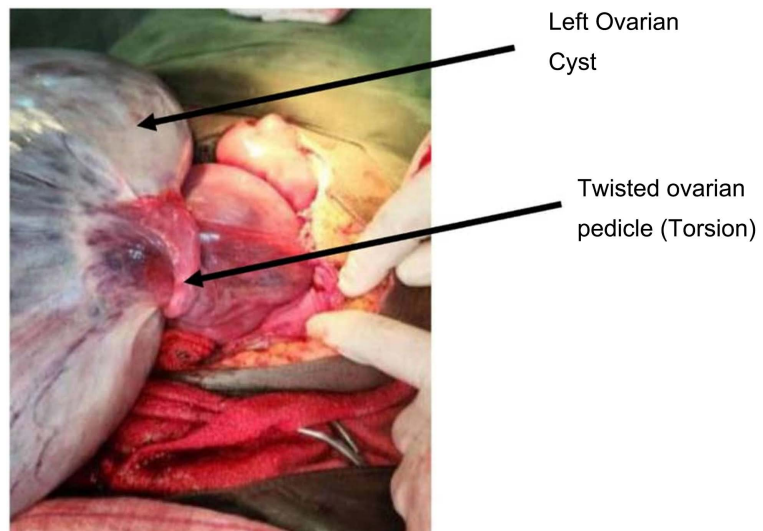 Left Ovarian
Cyst
Twisted ovarian
pedicle (Torsion)